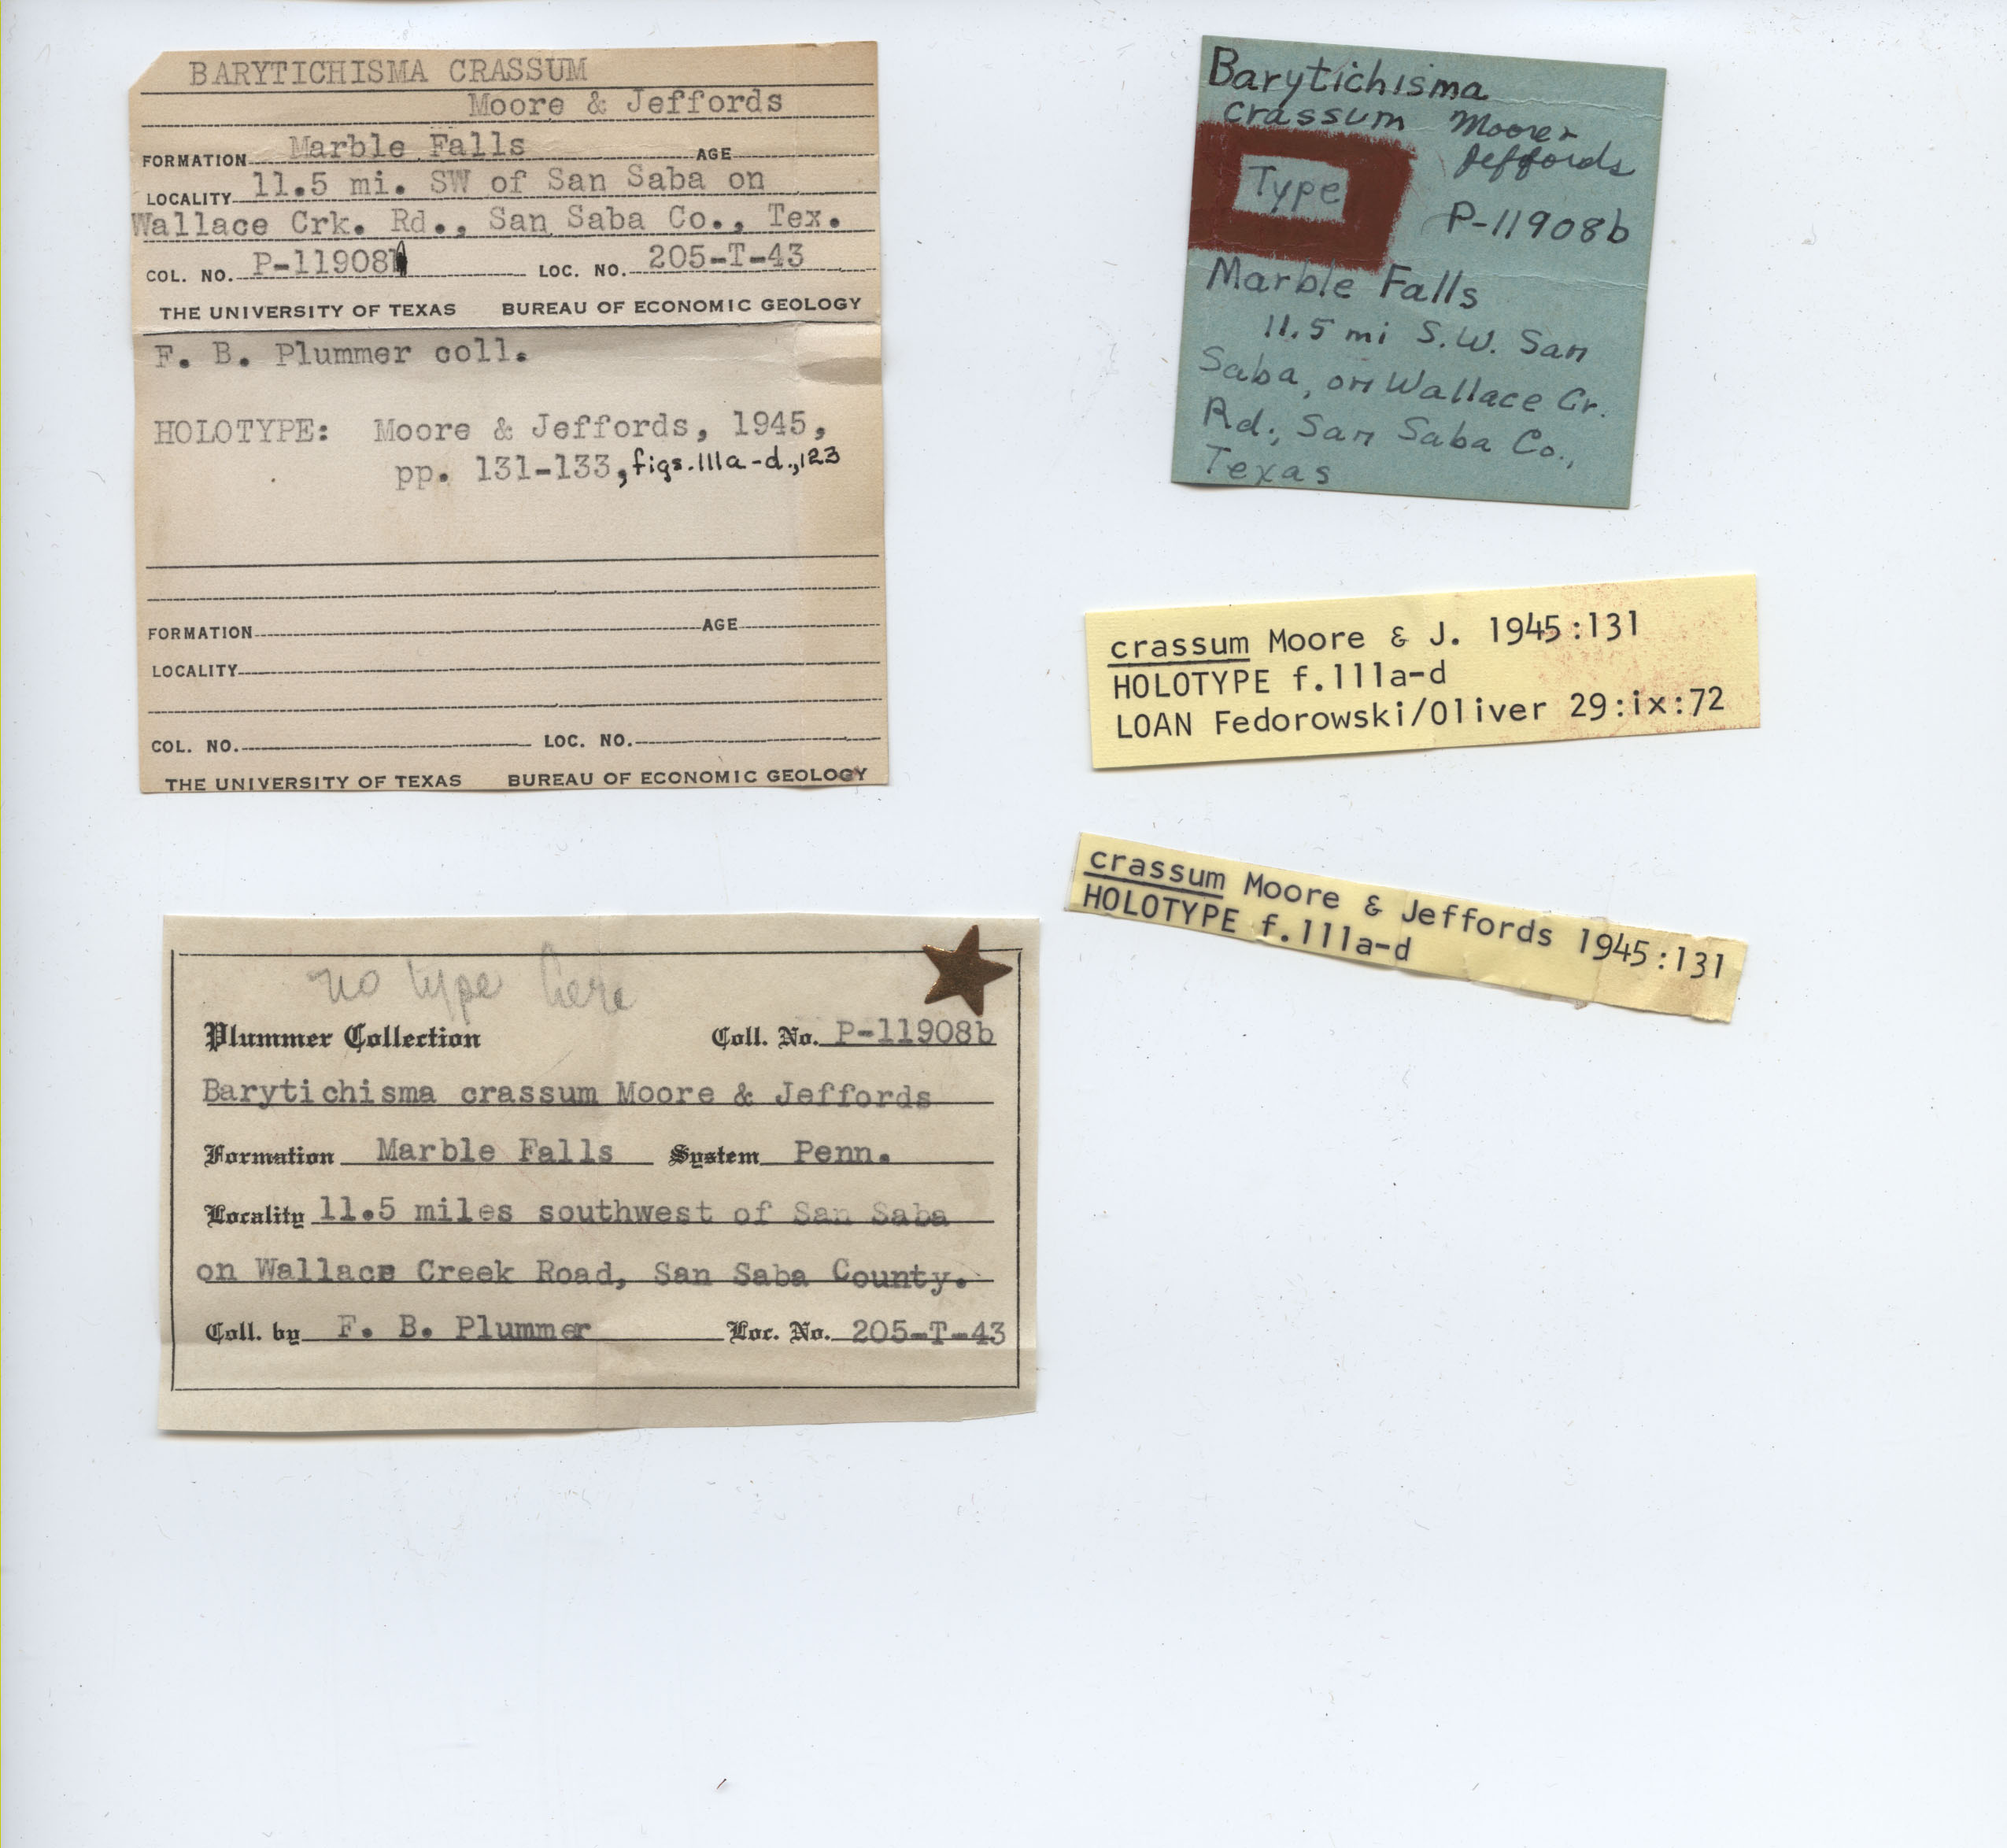 BARYTICHISMA CRASSUM
Moore & Jeffords
FORMATION Marble Falls AGE
LOCALITY 11.5 mi. SW of San Saba on
Wallace Crk. Rd., San Saba Co., Tex.
COL. NO. P-11908 LOC. NO. 205-T-43
THE UNIVERSITY OF TEXAS BUREAU OF ECONOMIC GEOLOGY
F. B. Plummer coll.
HOLOTYPE: Moore & Jeffords, 1945,
pp. 131-133, figs. 111a-d., 123
FORMATION AGE
LOCALITY
COL. NO. LOC. NO.
THE UNIVERSITY OF TEXAS BUREAU OF ECONOMIC GEOLOGY
Barytichisma
crassum Moore &
Jeffords
Type
P-11908b
Marble Falls
11.5 mi S.W. San
Saba, on Wallace Cr.
Rd., San Saba Co.,
Texas
crassum Moore & J. 1945:131
HOLOTYPE f.111a-d
LOAN Fedorowski/Oliver 29:ix:72
crassum Moore & Jeffords 1945:131
HOLOTYPE f.111a-d
no type here
Plummer Collection Coll. No. P-11908b
Barytichisma crassum Moore & Jeffords
Formation Marble Falls System Penn.
Locality 11.5 miles southwest of San Saba
on Wallace Creek Road, San Saba County.
Coll. by F. B. Plummer Loc. No. 205-T-43